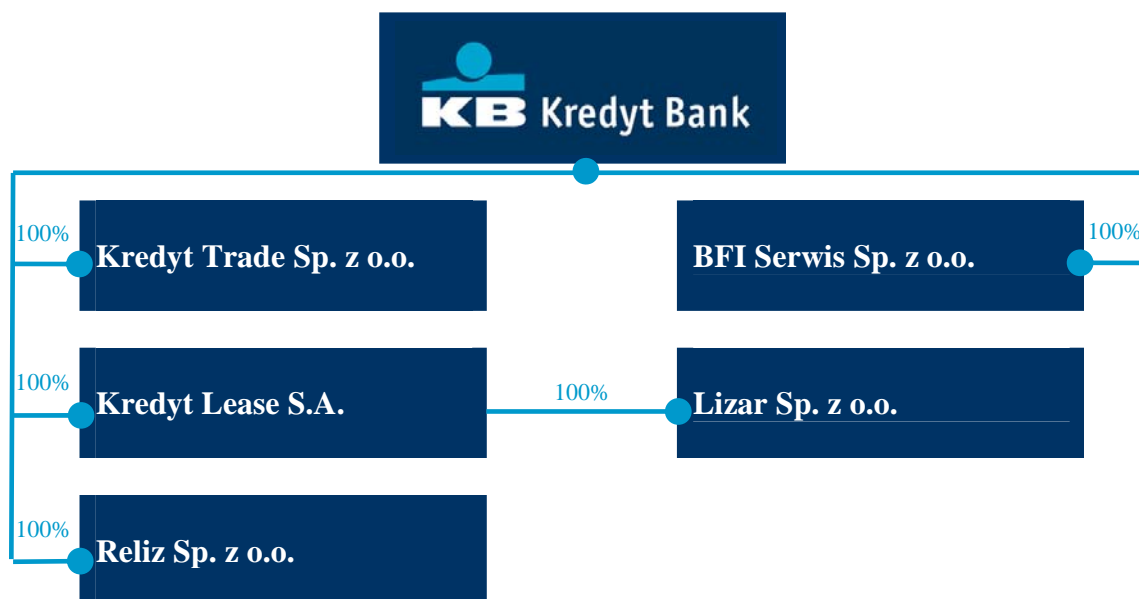 KB Kredyt Bank
100%
Kredyt Trade Sp. z o.o.
BFI Serwis Sp. z o.o.
100%
100%
Kredyt Lease S.A.
100%
Lizar Sp. z o.o.
100%
Reliz Sp. z o.o.